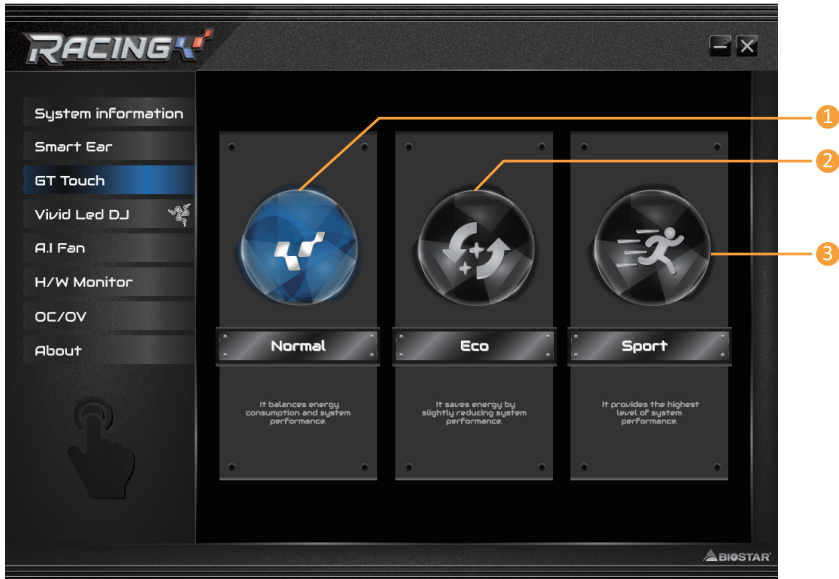 RACING
System information
Smart Ear
GT Touch
Vivid Led DJ
A.I Fan
H/W Monitor
OC/OV
About
1
2
3
Normal
Eco
Sport
It balances energy
consumption and system
performance.
It saves energy by
slightly reducing system
performance.
It provides the highest
level of system
performance.
BIOSTAR